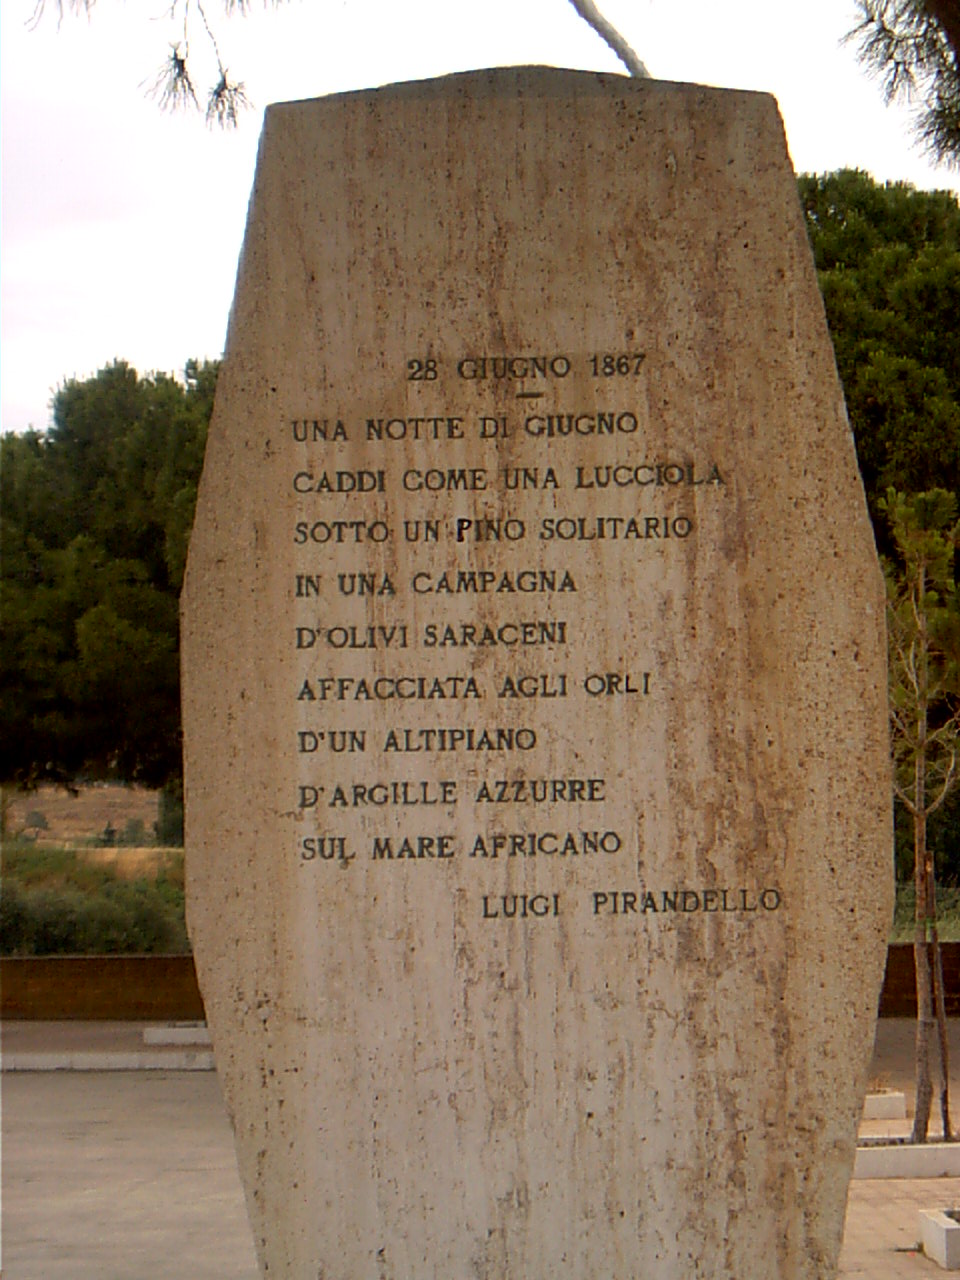 28 GIUGNO 1867
UNA NOTTE DI GIUGNO
CADDI COME UNA LUCCIOLA
SOTTO UN PINO SOLITARIO
IN UNA CAMPAGNA
D'OLIVI SARACENI
AFFACCIATA AGLI ORLI
D'UN ALTIPIANO
D'ARGILLE AZZURRE
SUL MARE AFRICANO
LUIGI PIRANDELLO